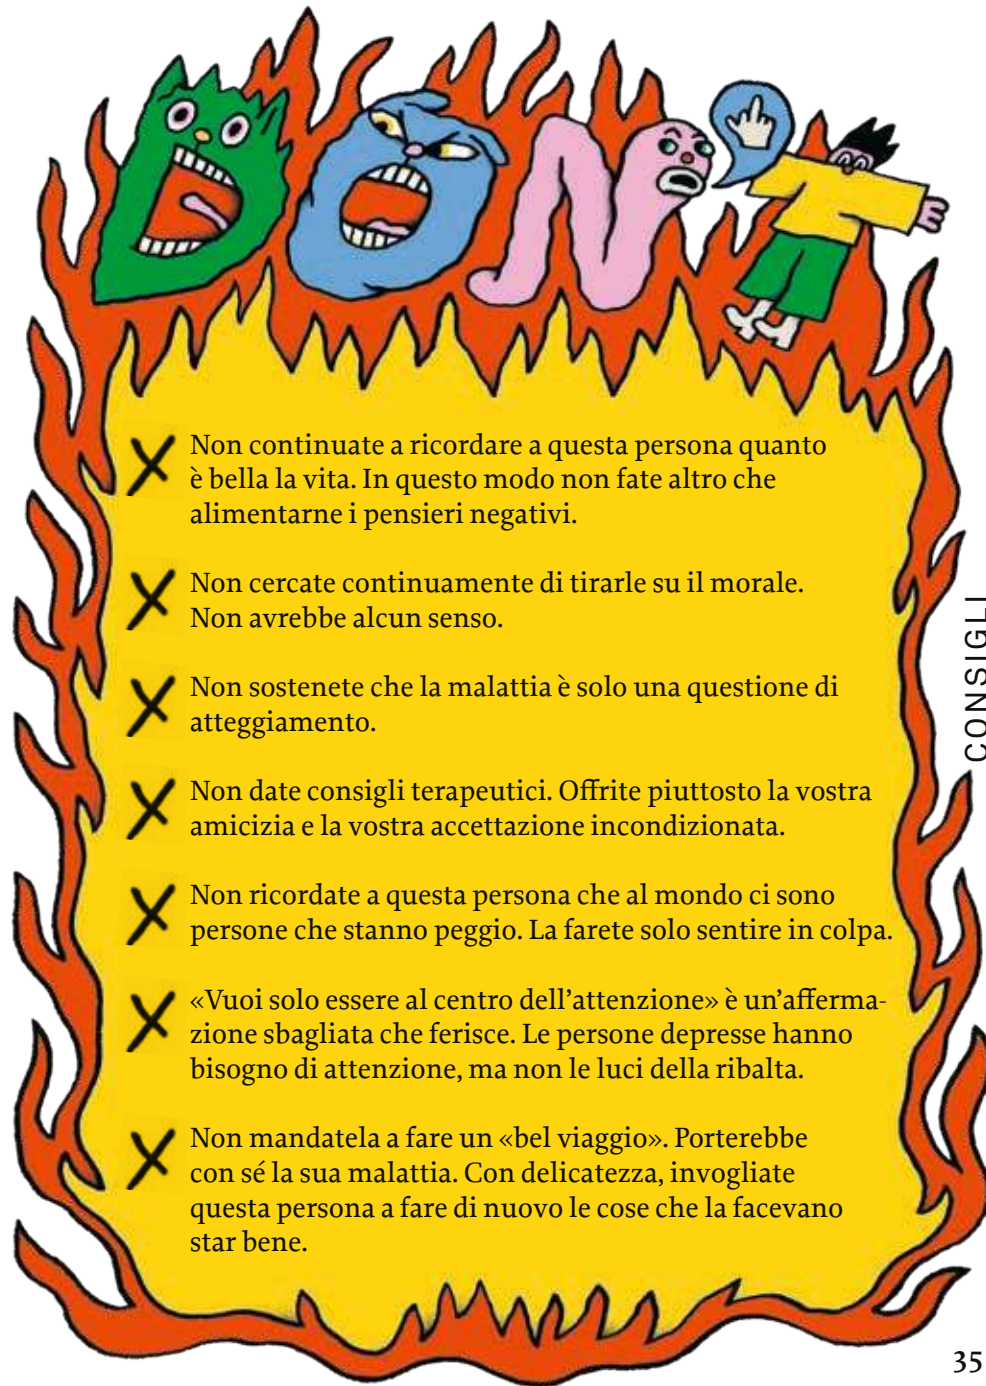 DON'T
Non continuate a ricordare a questa persona quanto
è bella la vita. In questo modo non fate altro che
alimentarne i pensieri negativi.
Non cercate continuamente di tirarle su il morale.
Non avrebbe alcun senso.
Non sostenete che la malattia è solo una questione di
atteggiamento.
Non date consigli terapeutici. Offrite piuttosto la vostra
amicizia e la vostra accettazione incondizionata.
Non ricordate a questa persona che al mondo ci sono
persone che stanno peggio. La farete solo sentire in colpa.
«Vuoi solo essere al centro dell'attenzione» è un'afferma-
zione sbagliata che ferisce. Le persone depresse hanno
bisogno di attenzione, ma non le luci della ribalta.
Non mandatela a fare un «bel viaggio». Porterebbe
con sé la sua malattia. Con delicatezza, invogliate
questa persona a fare di nuovo le cose che la facevano
star bene.
CONSIGLI
35